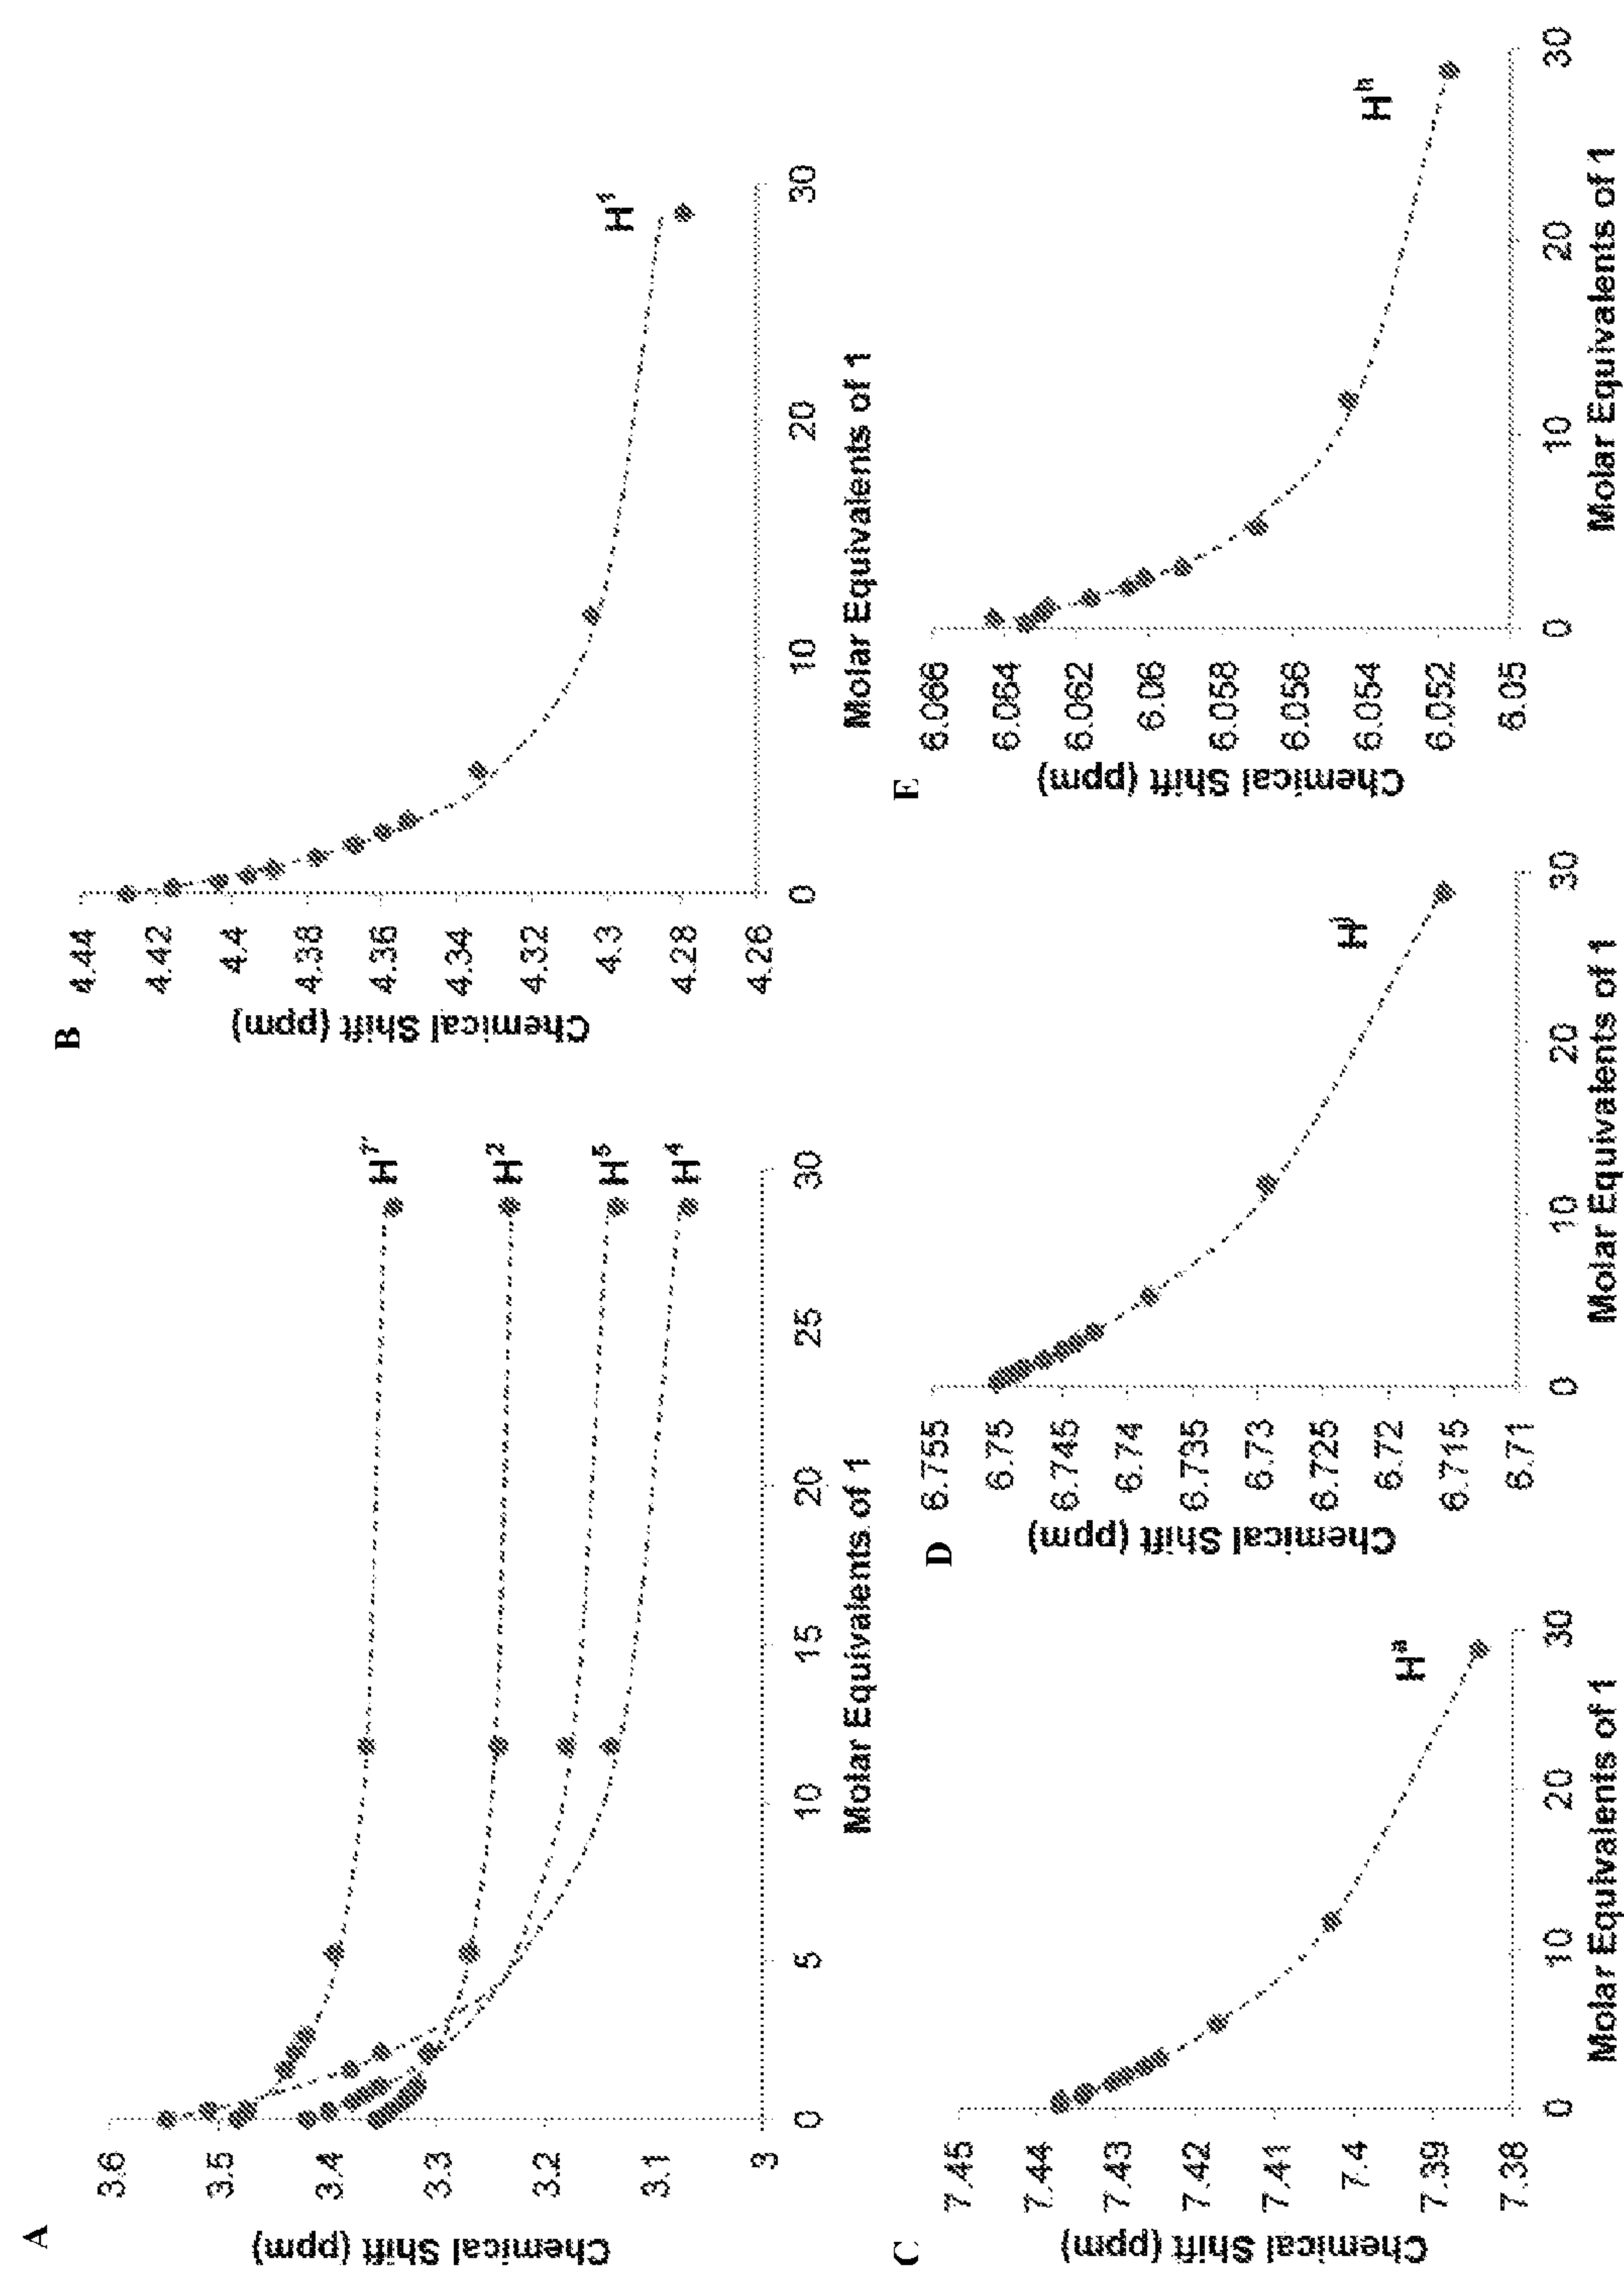 A
Chemical Shift (ppm)
3.6
3.5
3.4
3.3
3.2
3.1
3
0
5
10
15
20
25
30
Molar Equivalents of 1
H7'
H2
H5
H4
B
Chemical Shift (ppm)
4.44
4.42
4.4
4.38
4.36
4.34
4.32
4.3
4.28
4.26
0
10
20
30
Molar Equivalents of 1
H1
C
Chemical Shift (ppm)
7.45
7.44
7.43
7.42
7.41
7.4
7.39
7.38
0
10
20
30
Molar Equivalents of 1
Ha
D
Chemical Shift (ppm)
6.755
6.75
6.745
6.74
6.735
6.73
6.725
6.72
6.715
6.71
0
10
20
30
Molar Equivalents of 1
Hj
E
Chemical Shift (ppm)
6.066
6.064
6.062
6.06
6.058
6.056
6.054
6.052
6.05
0
10
20
30
Molar Equivalents of 1
Hh